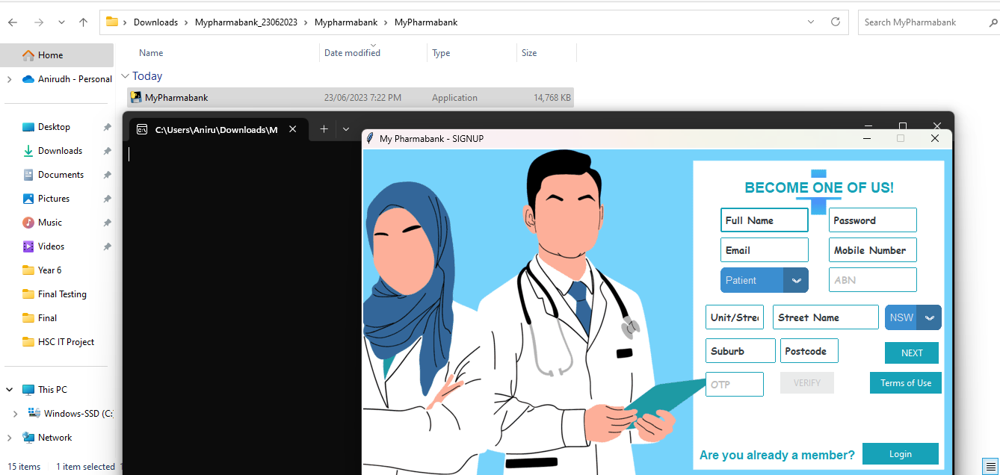 Downloads > Mypharmabank_23062023 > Mypharmabank > MyPharmabank
Search MyPharmabank
Name Date modified Type Size
Home
Anirudh - Personal
Today
MyPharmabank 23/06/2023 7:22 PM Application 14,768 KB
Desktop
Downloads
Documents
Pictures
Music
Videos
Year 6
Final Testing
Final
HSC IT Project
This PC
Windows-SSD (C:
Network
15 items 1 item selected 1
C:\Users\Aniru\Downloads\M
My Pharmabank - SIGNUP
BECOME ONE OF US!
Full Name Password
Email Mobile Number
Patient ABN
Unit/Stree Street Name NSW
Suburb Postcode NEXT
OTP VERIFY Terms of Use
Are you already a member? Login